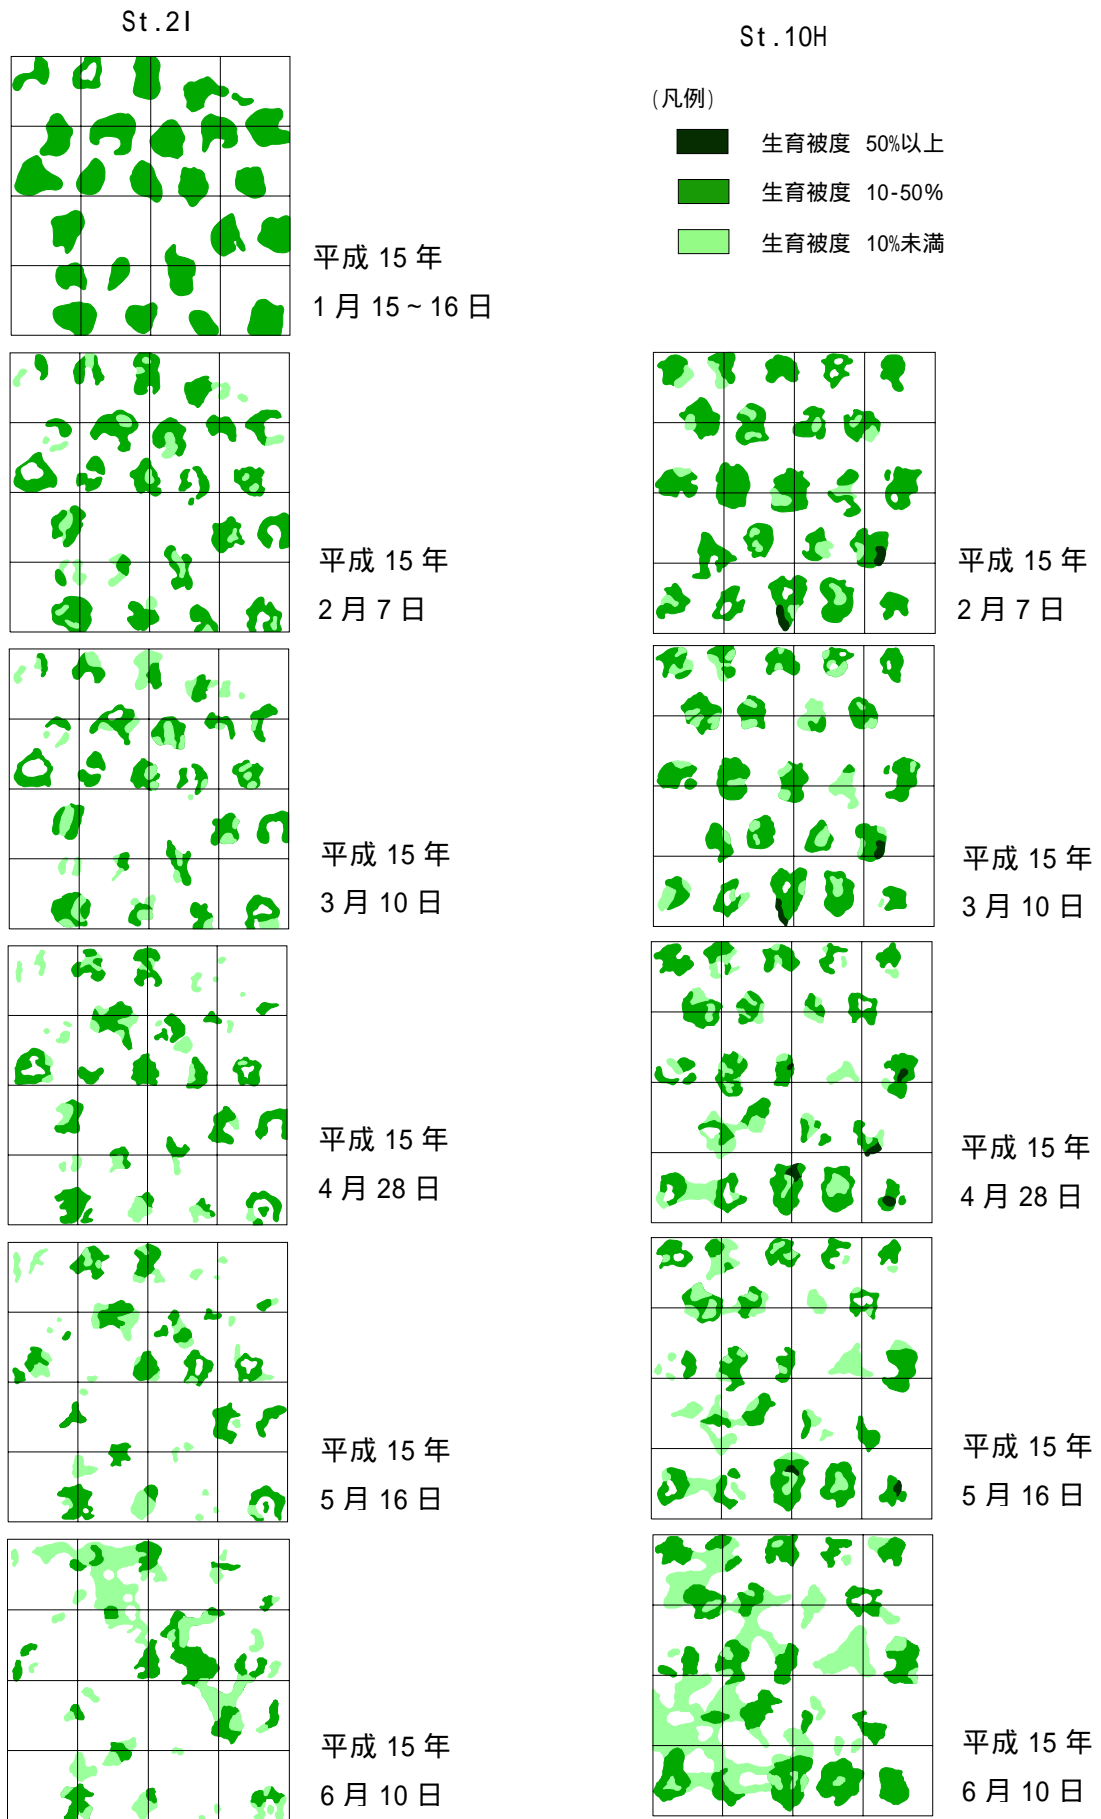 St.2I
St.10H
(凡例)
生育被度 50%以上
生育被度 10-50%
生育被度 10%未満
平成 15 年
1 月 15 ~ 16 日
平成 15 年
2 月 7 日
平成 15 年
2 月 7 日
平成 15 年
3 月 10 日
平成 15 年
3 月 10 日
平成 15 年
4 月 28 日
平成 15 年
4 月 28 日
平成 15 年
5 月 16 日
平成 15 年
5 月 16 日
平成 15 年
6 月 10 日
平成 15 年
6 月 10 日